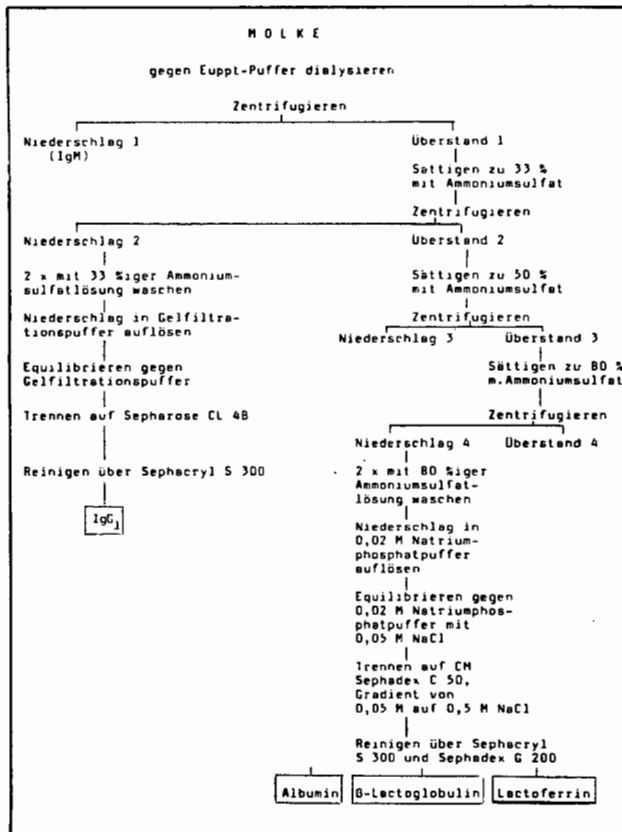 MOLKE
gegen Euppt-Puffer dialysieren
Zentrifugieren
Niederschlag 1
(IgM)
Überstand 1
Sättigen zu 33 %
mit Ammoniumsulfat
Zentrifugieren
Niederschlag 2
2 x mit 33 %iger Ammonium-
sulfatlösung waschen
Niederschlag in Gelfiltra-
tionspuffer auflösen
Equilibrieren gegen
Gelfiltrationspuffer
Trennen auf Sepharose CL 4B
Reinigen über Sephacryl S 300
IgG1
Überstand 2
Sättigen zu 50 %
mit Ammoniumsulfat
Zentrifugieren
Niederschlag 3
Überstand 3
Sättigen zu 80 %
m.Ammoniumsulfat
Zentrifugieren
Niederschlag 4
Überstand 4
2 x mit 80 %iger
Ammoniumsulfat-
lösung waschen
Niederschlag in
0,02 M Natrium-
phosphatpuffer
auflösen
Equilibrieren gegen
0,02 M Natriumphos-
phatpuffer mit
0,05 M NaCl
Trennen auf CM
Sephadex C 50,
Gradient von
0,05 M auf 0,5 M NaCl
Reinigen über Sephacryl
S 300 und Sephadex G 200
Albumin
ß-Lactoglobulin
Lactoferrin